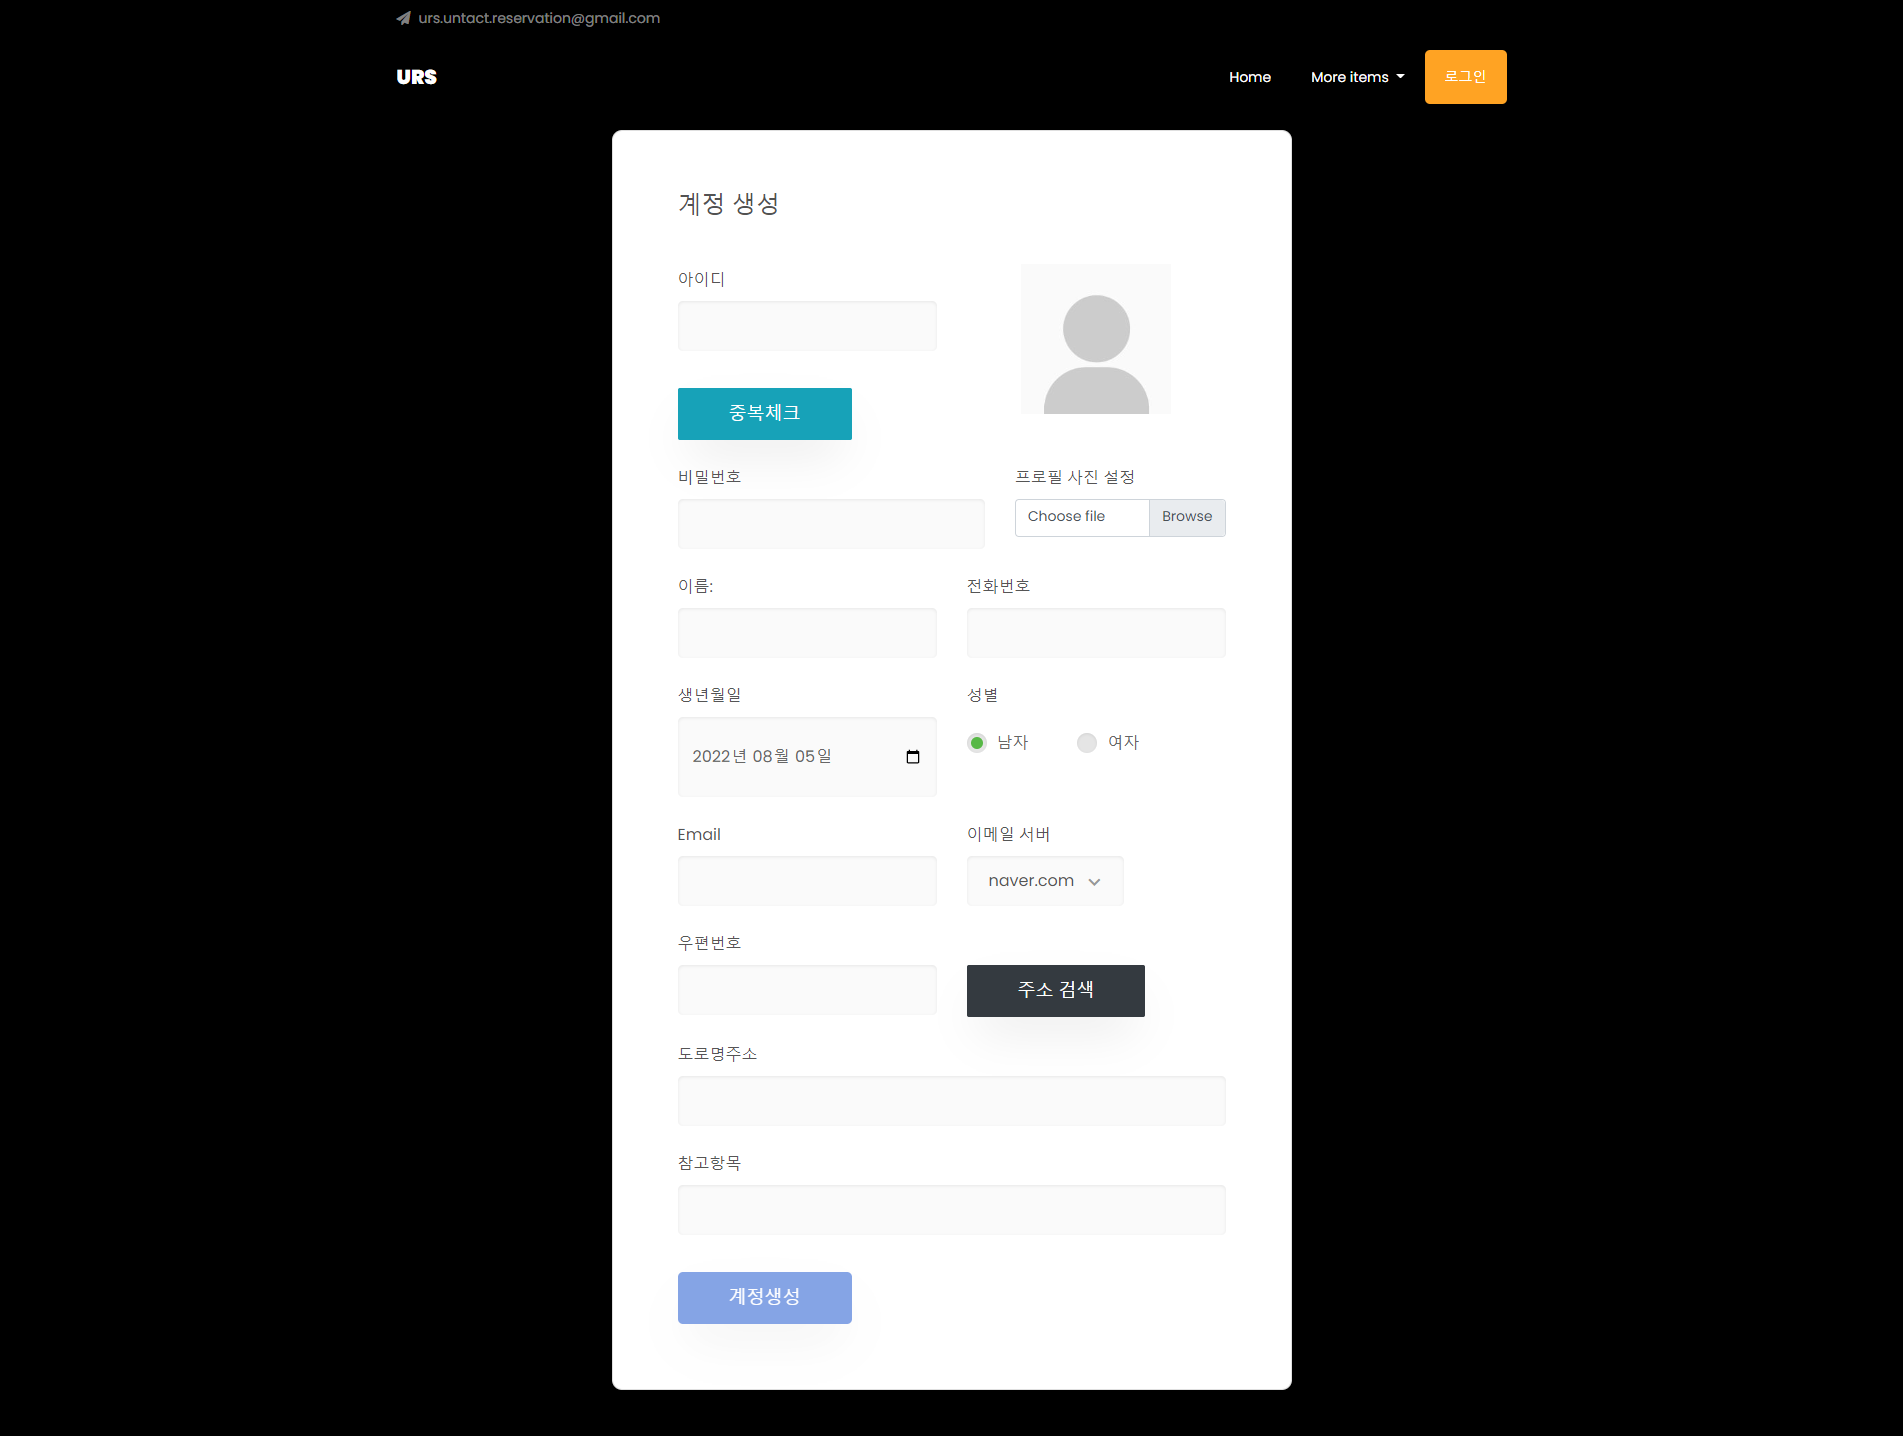 urs.untact.reservation@gmail.com
URS
Home
More items
로그인
계정 생성
아이디
중복체크
비밀번호
프로필 사진 설정
Choose file
Browse
이름:
전화번호
생년월일
성별
2022년 08월 05일
남자
여자
Email
이메일 서버
naver.com
우편번호
주소 검색
도로명주소
참고항목
계정생성